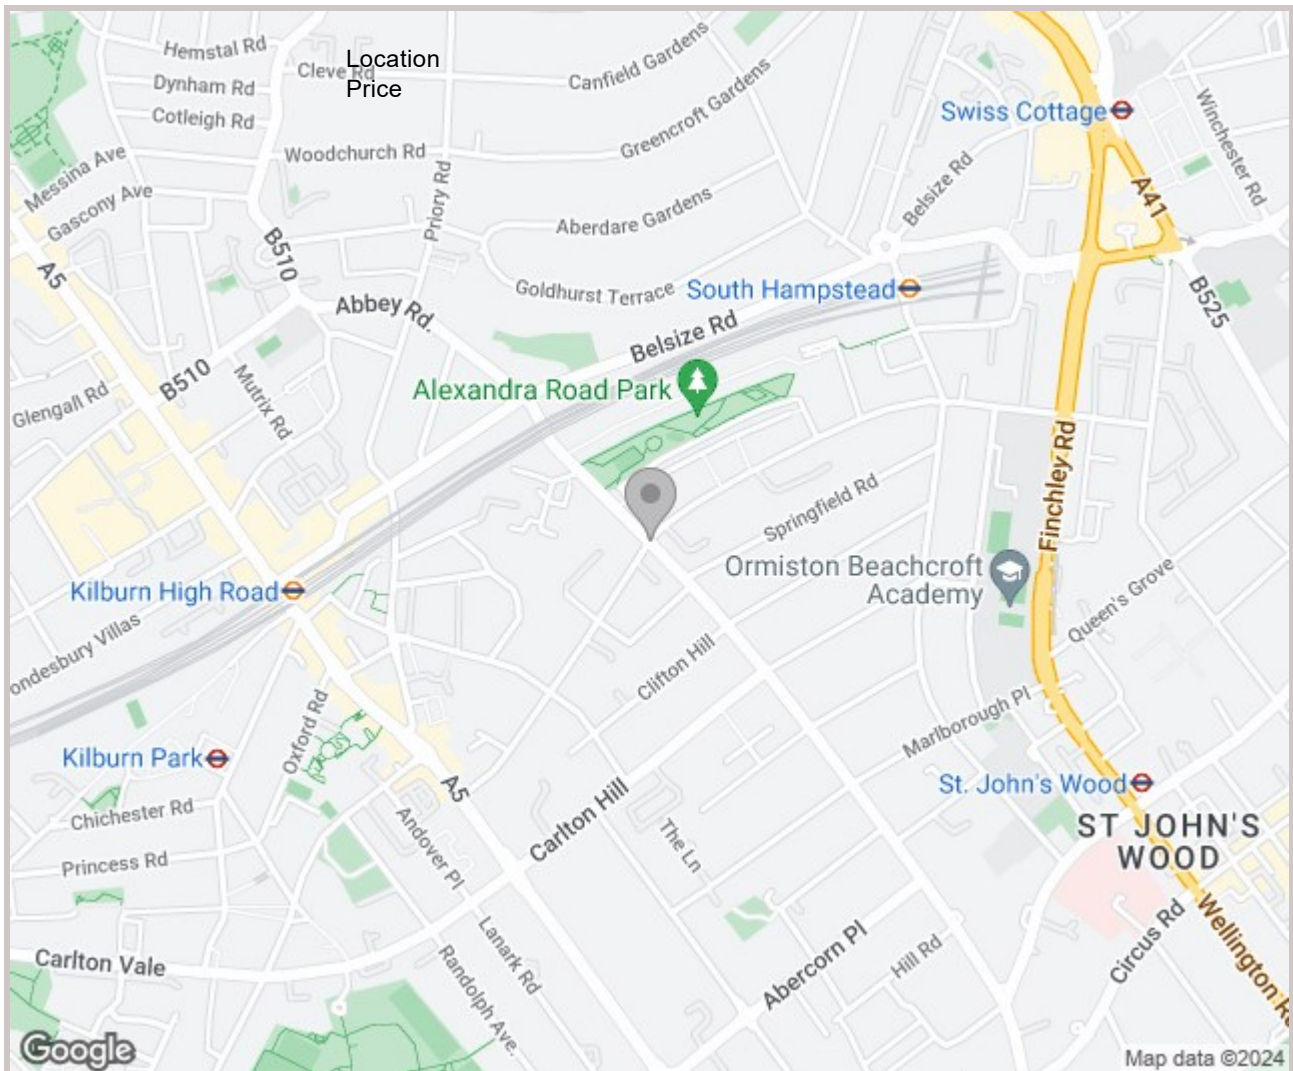 Hemstal Rd
Location
Price
Cleve Rd
Canfield Gardens
Dynham Rd
Cotleigh Rd
Greencroft Gardens
Swiss Cottage
Winchester Rd
Messina Ave
Woodchurch Rd
Priory Rd
Belsize Rd
A41
Gascony Ave
Aberdare Gardens
B510
A5
Goldhurst Terrace
South Hampstead
B525
Abbey Rd.
Belsize Rd
B510
Mutrix Rd
Alexandra Road Park
Glengall Rd
Finchley Rd
Springfield Rd
Ormiston Beachcroft
Academy
Kilburn High Road
Queen's Grove
ondesbury Villas
Clifton Hill
Oxford Rd
Marlborough Pl
Kilburn Park
A5
St. John's Wood
Chichester Rd
Andover Pl
Carlton Hill
The Ln
ST JOHN'S
WOOD
Princess Rd
Lanark Rd
Circus Rd
Wellington R
Carlton Vale
Randolph Ave.
Abercorn Pl
Hill Rd
Google
Map data ©2024